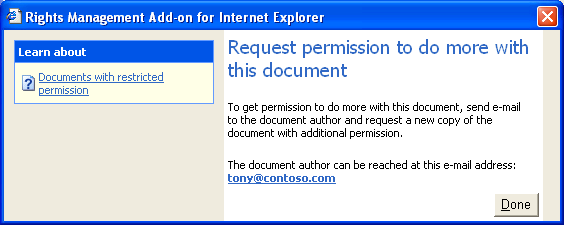 Rights Management Add-on for Internet Explorer
Learn about
Documents with restricted
permission
Request permission to do more with
this document
To get permission to do more with this document, send e-mail
to the document author and request a new copy of the
document with additional permission.
The document author can be reached at this e-mail address:
tony@contoso.com
Done